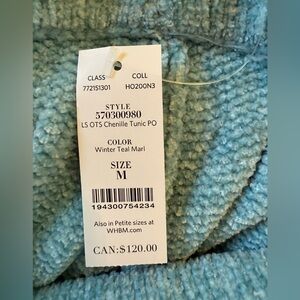 CLASS COLL
772151301 HO200N3
STYLE
570300980
LS OTS Chenille Tunic PO
COLOR
Winter Teal Marl
SIZE
M
194300754234
Also in Petite sizes at
WHBM.com
CAN:$120.00